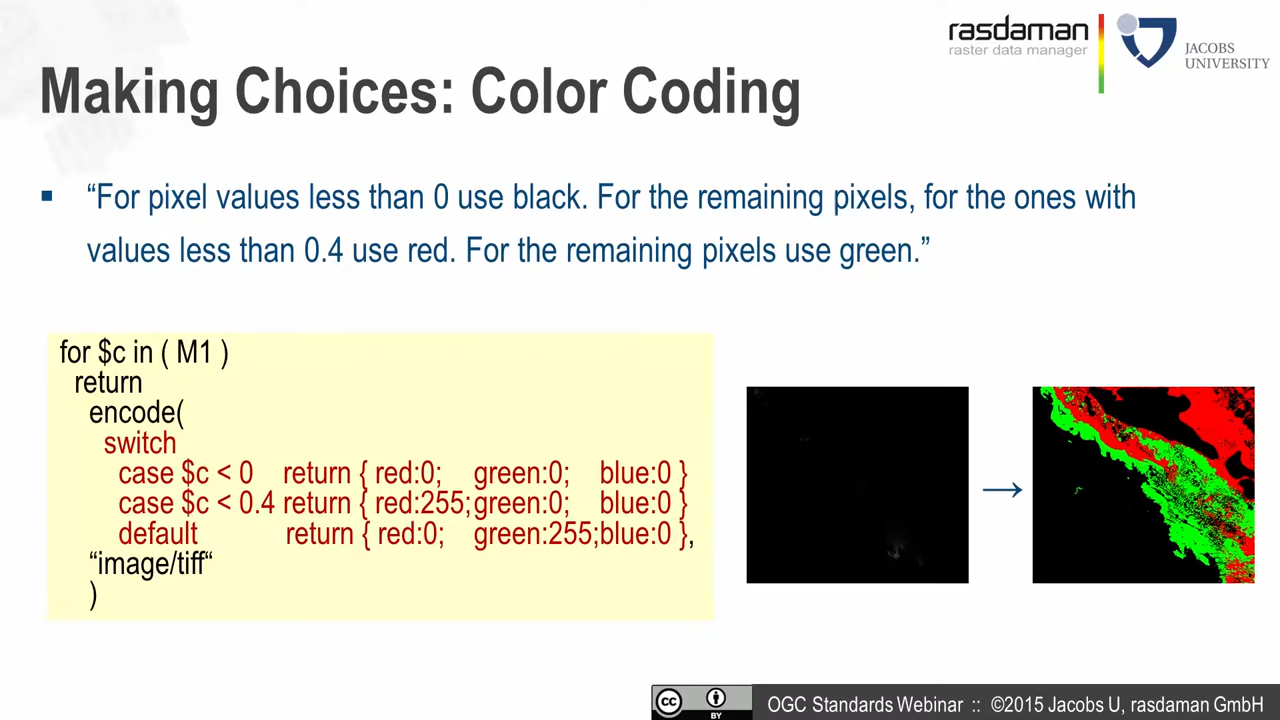 rasdaman
raster data manager
JACOBS
UNIVERSITY
Making Choices: Color Coding
▪ “For pixel values less than 0 use black. For the remaining pixels, for the ones with
values less than 0.4 use red. For the remaining pixels use green.”
for $c in ( M1 )
return
encode(
switch
case $c < 0 return { red:0; green:0; blue:0 }
case $c < 0.4 return { red:255; green:0; blue:0 }
default return { red:0; green:255;blue:0 },
“image/tiff“
)
→
cc BY OGC Standards Webinar :: ©2015 Jacobs U, rasdaman GmbH